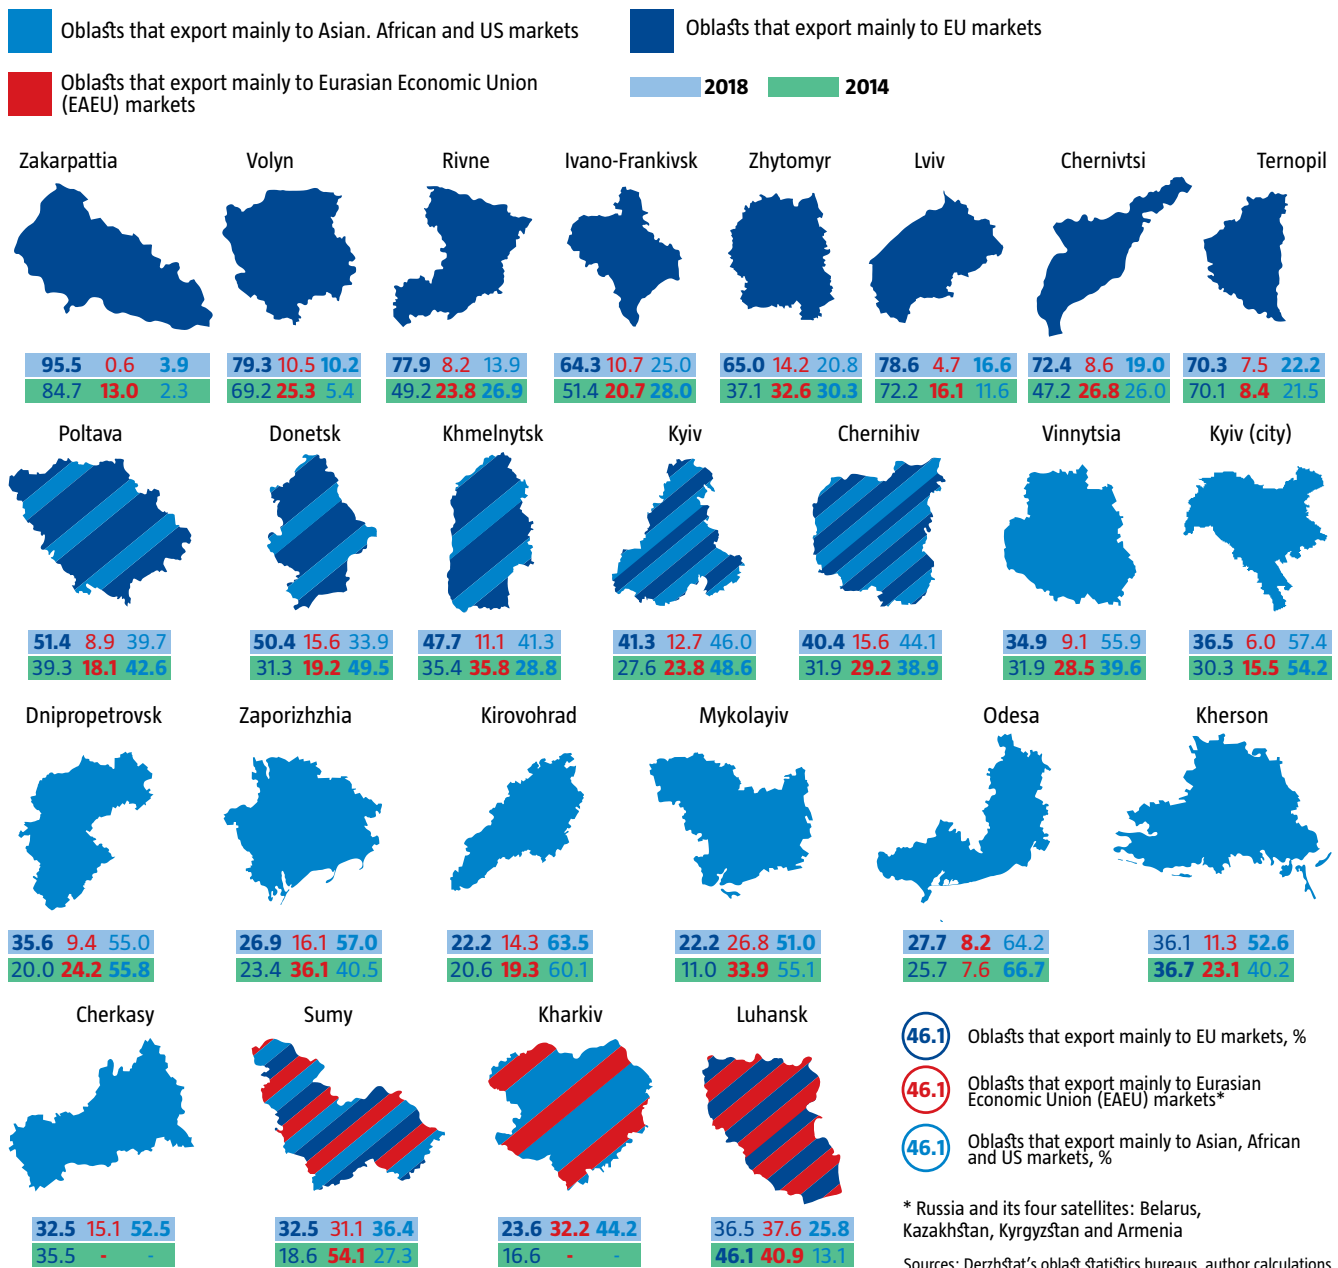 Oblasts that export mainly to Asian. African and US markets
Oblasts that export mainly to EU markets
Oblasts that export mainly to Eurasian Economic Union
(EAEU) markets
2018 2014
Zakarpattia Volyn Rivne Ivano-Frankivsk Zhytomyr Lviv Chernivtsi Ternopil
95.5 0.6 3.9 79.3 10.5 10.2 77.9 8.2 13.9 64.3 10.7 25.0 65.0 14.2 20.8 78.6 4.7 16.6 72.4 8.6 19.0 70.3 7.5 22.2
84.7 13.0 2.3 69.2 25.3 5.4 49.2 23.8 26.9 51.4 20.7 28.0 37.1 32.6 30.3 72.2 16.1 11.6 47.2 26.8 26.0 70.1 8.4 21.5
Poltava Donetsk Khmelnytsk Kyiv Chernihiv Vinnytsia Kyiv (city)
51.4 8.9 39.7 50.4 15.6 33.9 47.7 11.1 41.3 41.3 12.7 46.0 40.4 15.6 44.1 34.9 9.1 55.9 36.5 6.0 57.4
39.3 18.1 42.6 31.3 19.2 49.5 35.4 35.8 28.8 27.6 23.8 48.6 31.9 29.2 38.9 31.9 28.5 39.6 30.3 15.5 54.2
Dnipropetrovsk Zaporizhzhia Kirovohrad Mykolayiv Odesa Kherson
35.6 9.4 55.0 26.9 16.1 57.0 22.2 14.3 63.5 22.2 26.8 51.0 27.7 8.2 64.2 36.1 11.3 52.6
20.0 24.2 55.8 23.4 36.1 40.5 20.6 19.3 60.1 11.0 33.9 55.1 25.7 7.6 66.7 36.7 23.1 40.2
Cherkasy Sumy Kharkiv Luhansk
32.5 15.1 52.5 32.5 31.1 36.4 23.6 32.2 44.2 36.5 37.6 25.8
35.5 - - 18.6 54.1 27.3 16.6 - - 46.1 40.9 13.1
46.1 Oblasts that export mainly to EU markets, %
46.1 Oblasts that export mainly to Eurasian
Economic Union (EAEU) markets*
46.1 Oblasts that export mainly to Asian, African
and US markets, %
* Russia and its four satellites: Belarus,
Kazakhstan, Kyrgyzstan and Armenia
Sources: Derzhstat's oblast statistics bureaus, author calculations